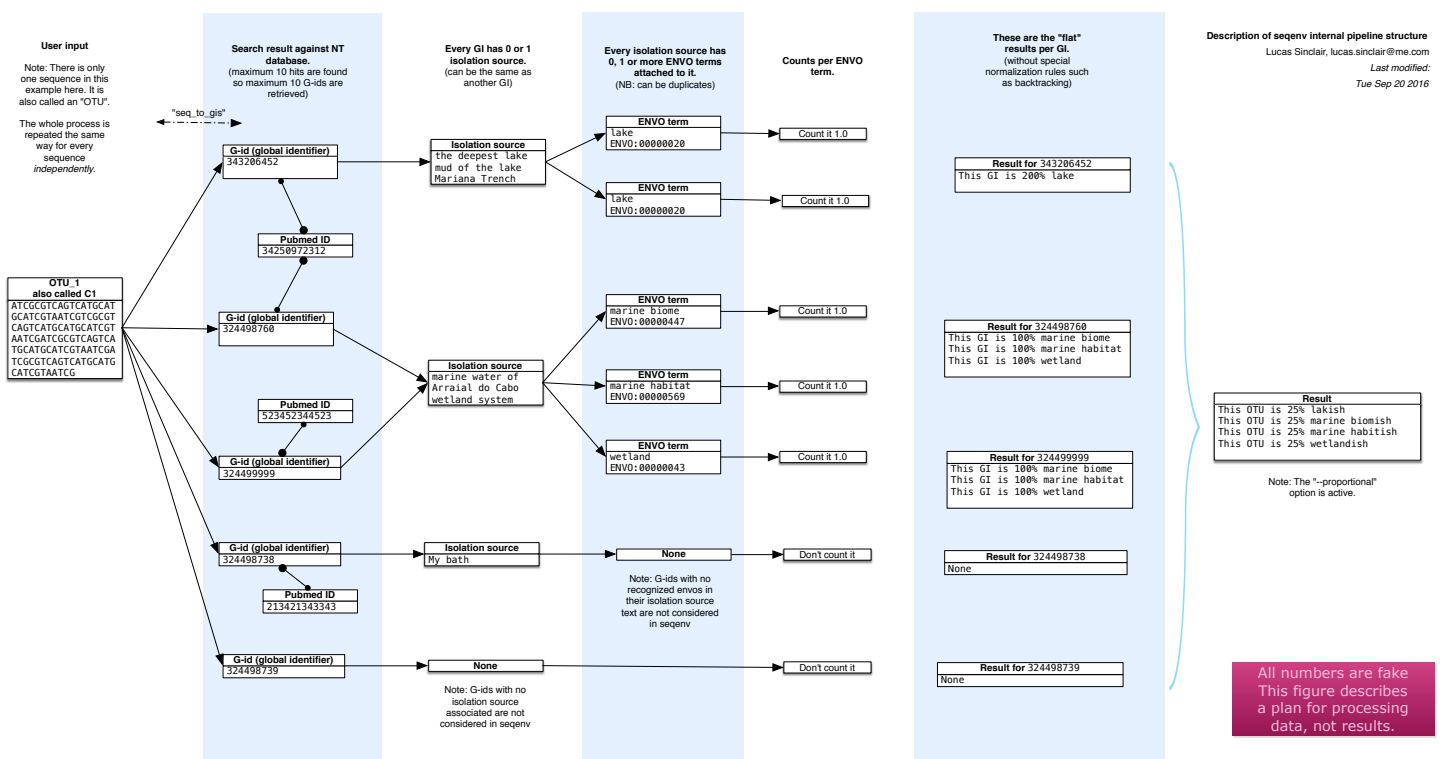 User input
Note: There is only
one sequence in this
example here. It is
also called an "OTU".
The whole process is
repeated the same
way for every
sequence
independently.
OTU_1
also called C1
ATCGCGTCAGTCATGCAT
GCATCGTAATCGTCGCGT
CAGTCATGCATGCATCGT
AATCGATCGCGTCAGTCA
TGCATGCATCGTAATCGA
TCGCGTCAGTCATGCATG
CATCGTAATCG
Search result against NT
database.
(maximum 10 hits are found
so maximum 10 G-ids are
retrieved)
"seq_to_gis"
G-id (global identifier)
343206452
Pubmed ID
34250972312
G-id (global identifier)
324498760
Pubmed ID
523452344523
G-id (global identifier)
324499999
G-id (global identifier)
324498738
Pubmed ID
213421343343
G-id (global identifier)
324498739
Every GI has 0 or 1
isolation source.
(can be the same as
another GI)
Isolation source
the deepest lake
mud of the lake
Mariana Trench
Isolation source
marine water of
Arraial do Cabo
wetland system
Isolation source
My bath
None
Note: G-ids with no
isolation source
associated are not
considered in seqenv
Every isolation source has
0, 1 or more ENVO terms
attached to it.
(NB: can be duplicates)
ENVO term
lake
ENVO:00000020
ENVO term
lake
ENVO:00000020
ENVO term
marine biome
ENVO:00000447
ENVO term
marine habitat
ENVO:00000569
ENVO term
wetland
ENVO:00000043
None
Note: G-ids with no
recognized envos in
their isolation source
text are not considered
in seqenv
Counts per ENVO
term.
Count it 1.0
Count it 1.0
Count it 1.0
Count it 1.0
Count it 1.0
Don't count it
Don't count it
These are the "flat"
results per GI.
(without special
normalization rules such
as backtracking)
Result for 343206452
This GI is 200% lake
Result for 324498760
This GI is 100% marine biome
This GI is 100% marine habitat
This GI is 100% wetland
Result for 324499999
This GI is 100% marine biome
This GI is 100% marine habitat
This GI is 100% wetland
Result for 324498738
None
Result for 324498739
None
Description of seqenv internal pipeline structure
Lucas Sinclair, lucas.sinclair@me.com
Last modified:
Tue Sep 20 2016
Result
This OTU is 25% lakish
This OTU is 25% marine biomish
This OTU is 25% marine habitish
This OTU is 25% wetlandish
Note: The "--proportional"
option is active.
All numbers are fake
This figure describes
a plan for processing
data, not results.